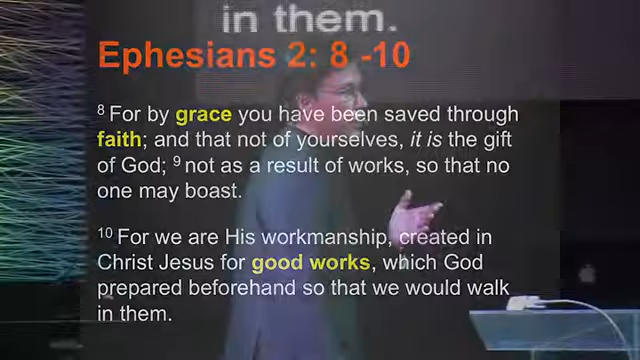 in them.
Ephesians 2: 8 -10
8 For by grace you have been saved through
faith; and that not of yourselves, it is the gift
of God; 9 not as a result of works, so that no
one may boast.
10 For we are His workmanship, created in
Christ Jesus for good works, which God
prepared beforehand so that we would walk
in them.